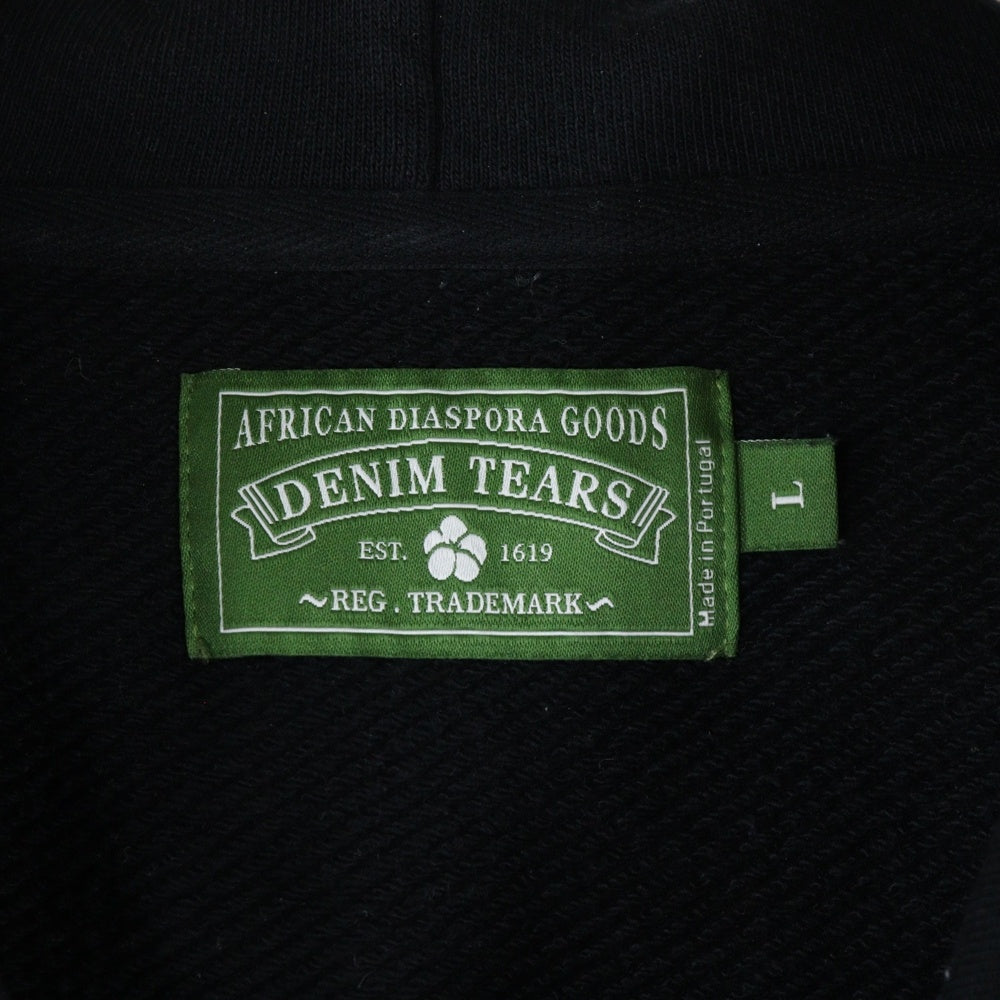 AFRICAN DIASPORA GOODS
DENIM TEARS
EST. 1619
~REG. TRADEMARK~
Made in Portugal
L